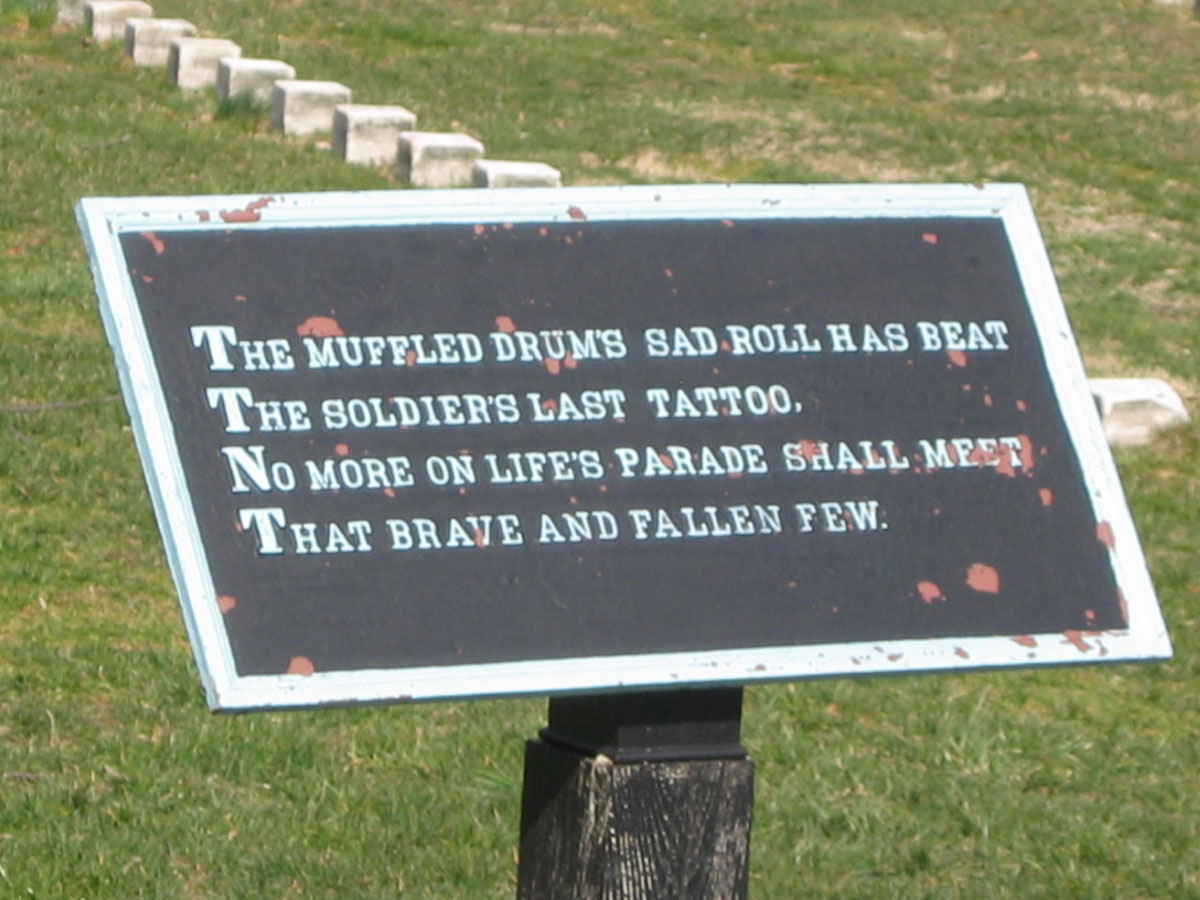 THE MUFFLED DRUM'S SAD ROLL HAS BEAT
THE SOLDIER'S LAST TATTOO,
NO MORE ON LIFE'S PARADE SHALL MEET
THAT BRAVE AND FALLEN FEW.